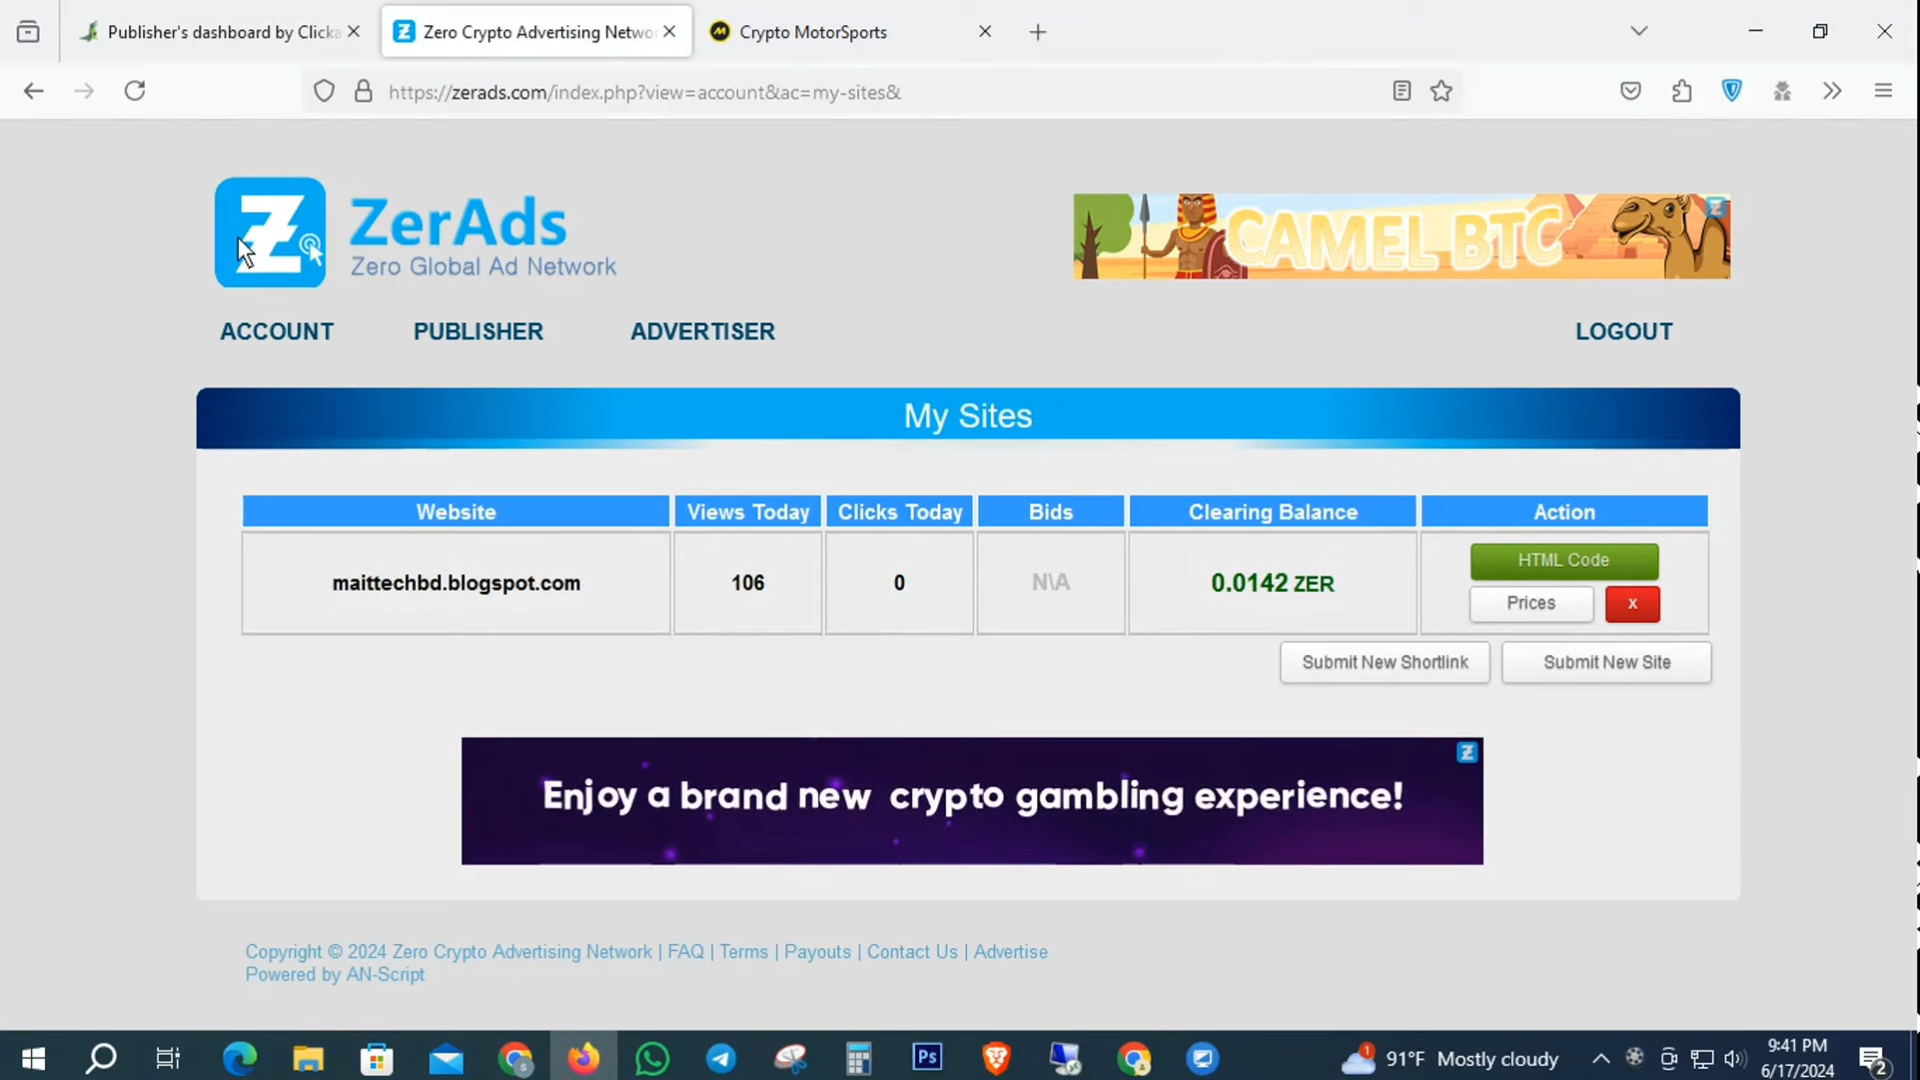 Publisher's dashboard by Clicka
Zero Crypto Advertising Netwo
Crypto MotorSports
https://zerads.com/index.php?view=account&ac=my-sites&
Z
ZerAds
Zero Global Ad Network
CAMEL BTC
ACCOUNT
PUBLISHER
ADVERTISER
LOGOUT
My Sites
Website
Views Today
Clicks Today
Bids
Clearing Balance
Action
maittechbd.blogspot.com
106
0
N\A
0.0142 ZER
HTML Code
Prices
x
Submit New Shortlink
Submit New Site
Enjoy a brand new crypto gambling experience!
Copyright © 2024 Zero Crypto Advertising Network | FAQ | Terms | Payouts | Contact Us | Advertise
Powered by AN-Script
Ps
1
91°F Mostly cloudy
9:41 PM
6/17/2024
2